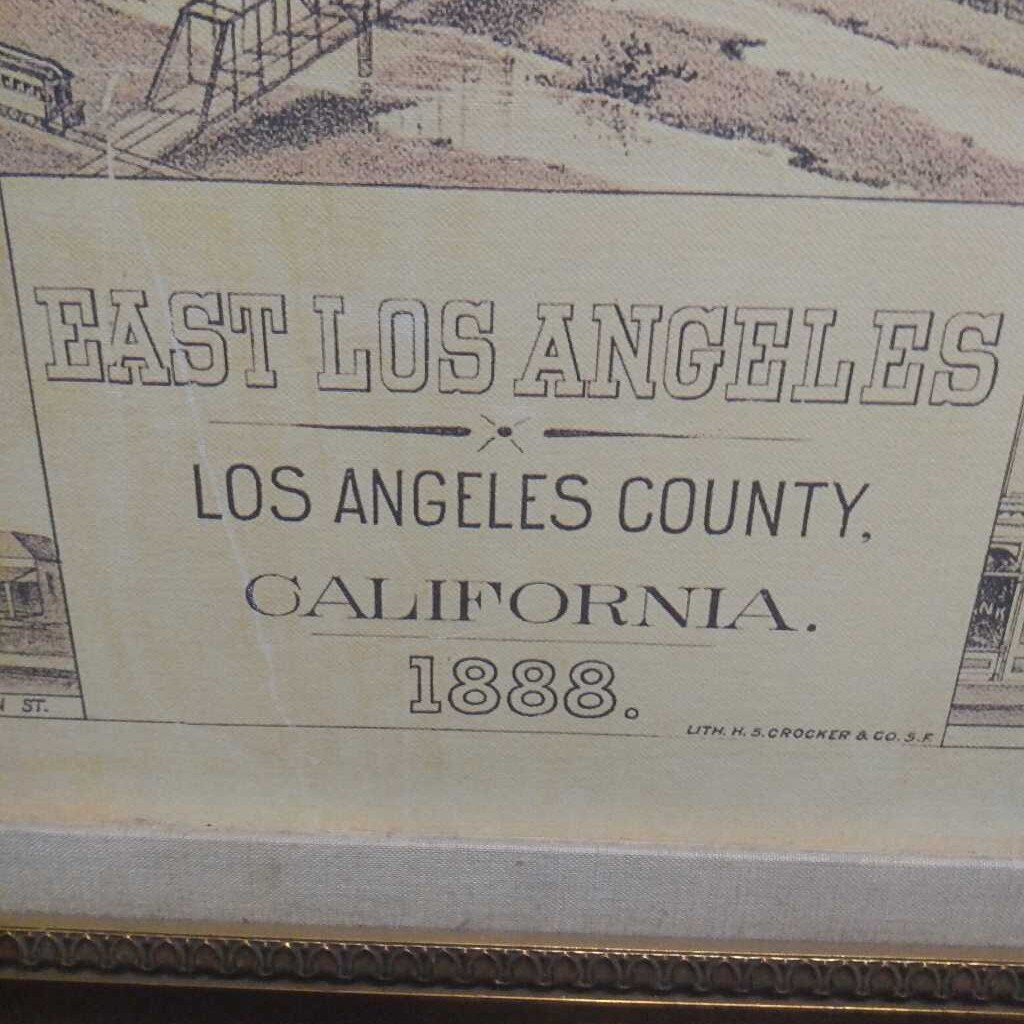 EAST LOS ANGELES
LOS ANGELES COUNTY,
CALIFORNIA.
1888.
LITH. H. S. CROCKER & CO. S.F.
ST.